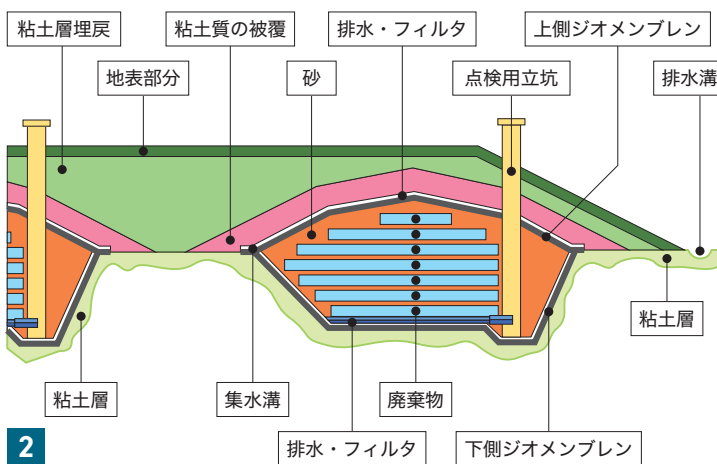 粘土層埋戻
粘土質の被覆
排水・フィルタ
上側ジオメンブレン
地表部分
砂
点検用立坑
排水溝
粘土層
粘土層
集水溝
廃棄物
排水・フィルタ
下側ジオメンブレン
2